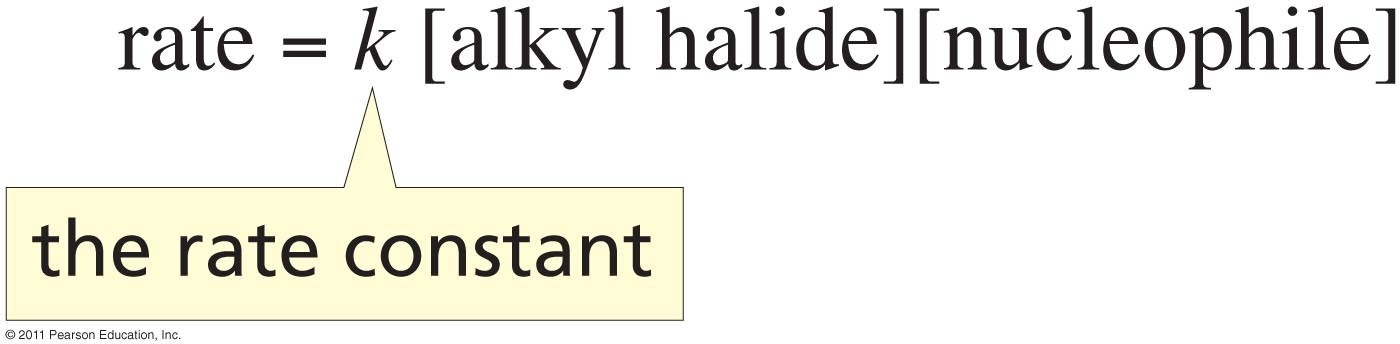 rate = k [alkyl halide][nucleophile]
the rate constant
© 2011 Pearson Education, Inc.